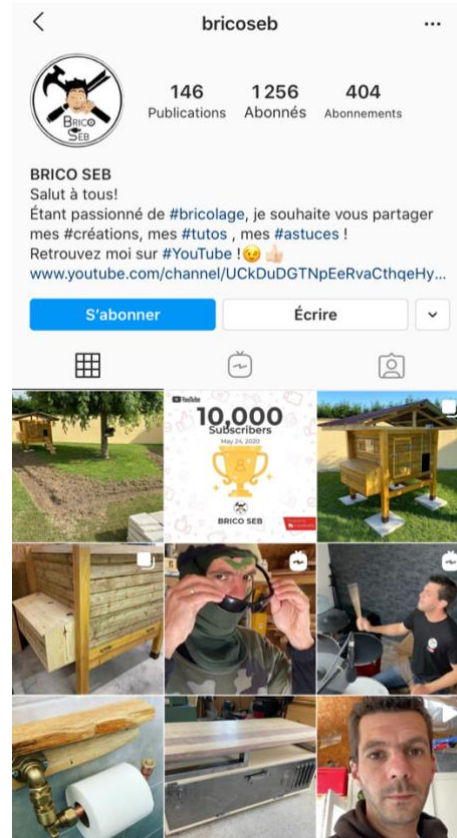 bricoseb
146 1256 404
Publications Abonnés Abonnements
BRICO
SEB
BRICO SEB
Salut à tous!
Étant passionné de #bricolage, je souhaite vous partager
mes #créations, mes #tutos , mes #astuces !
Retrouvez moi sur #YouTube !😉👍🏻
www.youtube.com/channel/UCkDuDGTNpEeRvaCthqeHy...
S'abonner Écrire
YouTube
10,000
Subscribers
May 24, 2020
BRICO SEB